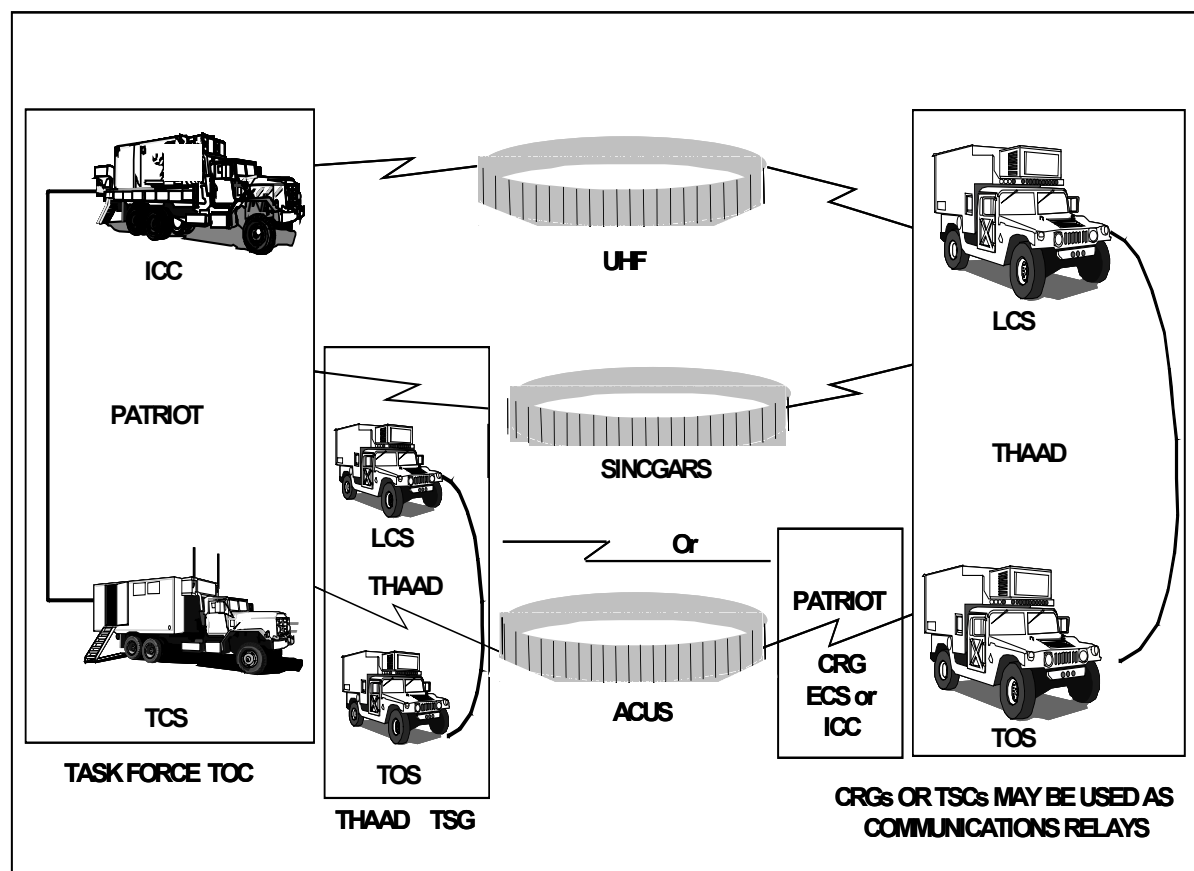 ICC
UHF
LCS
PATRIOT
SINCGARS
THAAD
LCS
Or
THAAD
PATRIOT
CRG
ECS or
ICC
TCS
ACUS
TOS
TOS
TASK FORCE TOC
THAAD TSG
CRGs OR TSCs MAY BE USED AS
COMMUNICATIONS RELAYS